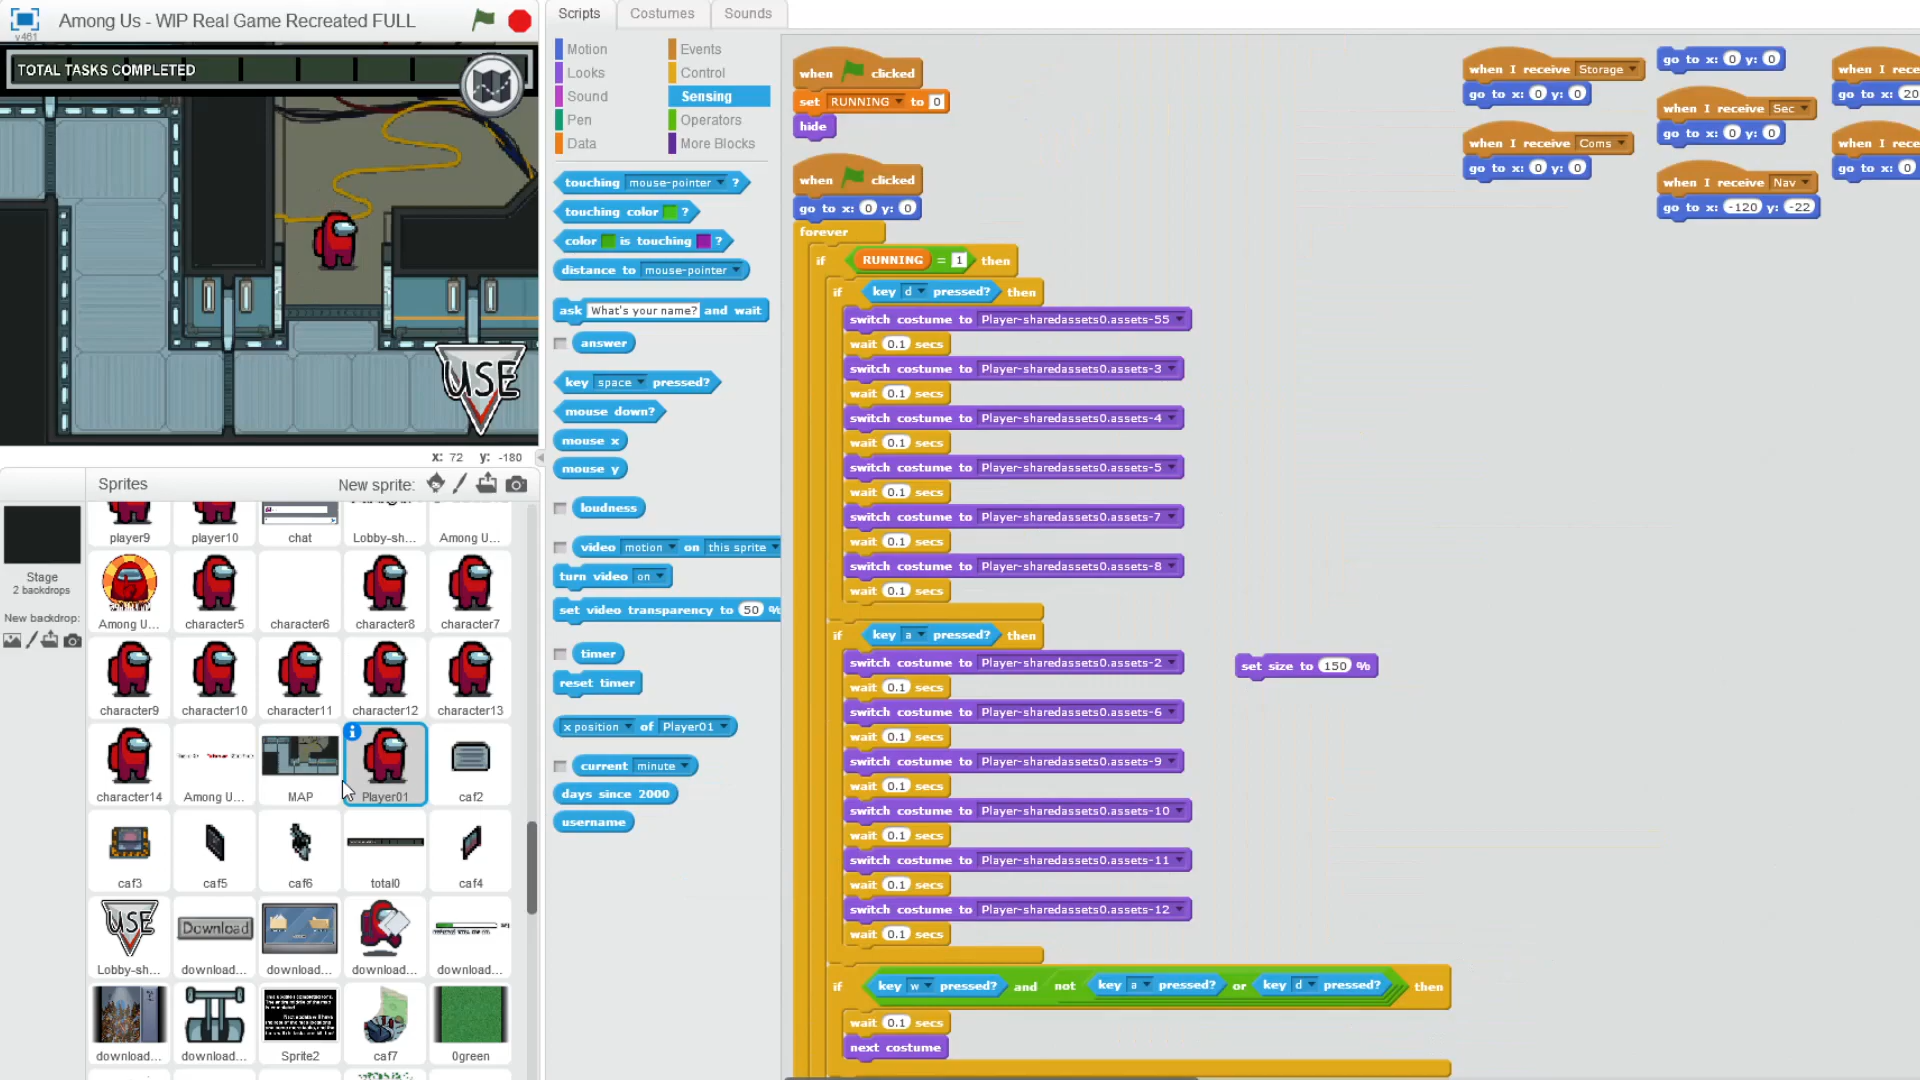 Among Us - WIP Real Game Recreated FULL
v461
TOTAL TASKS COMPLETED
USE
x: 72 y: -180
Scripts
Costumes
Sounds
Motion
Events
Looks
Control
Sound
Sensing
Pen
Operators
Data
More Blocks
touching mouse-pointer ?
touching color ?
color is touching ?
distance to mouse-pointer
ask What's your name? and wait
answer
key space pressed?
mouse down?
mouse x
mouse y
loudness
video motion on this sprite
turn video on
set video transparency to 50 %
timer
reset timer
x position of Player01
current minute
days since 2000
username
when clicked
set RUNNING to 0
hide
when clicked
go to x: 0 y: 0
forever
if RUNNING = 1 then
if key d pressed? then
switch costume to Player-sharedassets0.assets-55
wait 0.1 secs
switch costume to Player-sharedassets0.assets-3
wait 0.1 secs
switch costume to Player-sharedassets0.assets-4
wait 0.1 secs
switch costume to Player-sharedassets0.assets-5
wait 0.1 secs
switch costume to Player-sharedassets0.assets-7
wait 0.1 secs
switch costume to Player-sharedassets0.assets-8
wait 0.1 secs
if key a pressed? then
switch costume to Player-sharedassets0.assets-2
wait 0.1 secs
switch costume to Player-sharedassets0.assets-6
wait 0.1 secs
switch costume to Player-sharedassets0.assets-9
wait 0.1 secs
switch costume to Player-sharedassets0.assets-10
wait 0.1 secs
switch costume to Player-sharedassets0.assets-11
wait 0.1 secs
switch costume to Player-sharedassets0.assets-12
wait 0.1 secs
if key w pressed? and not key a pressed? or key d pressed? then
wait 0.1 secs
next costume
set size to 150 %
when I receive Storage
go to x: 0 y: 0
when I receive Coms
go to x: 0 y: 0
go to x: 0 y: 0
when I receive Sec
go to x: 0 y: 0
when I receive Nav
go to x: -120 y: -22
when I rece
go to x: 20
when I rece
go to x: 0
Sprites
New sprite:
Stage
2 backdrops
New backdrop:
player9
player10
chat
Lobby-sh...
Among U...
Among U...
character5
character6
character8
character7
character9
character10
character11
character12
character13
character14
Among U...
MAP
Player01
caf2
caf3
caf5
caf6
total0
caf4
USE
Download
Lobby-sh...
download...
download...
download...
download...
download...
download...
Sprite2
caf7
0green